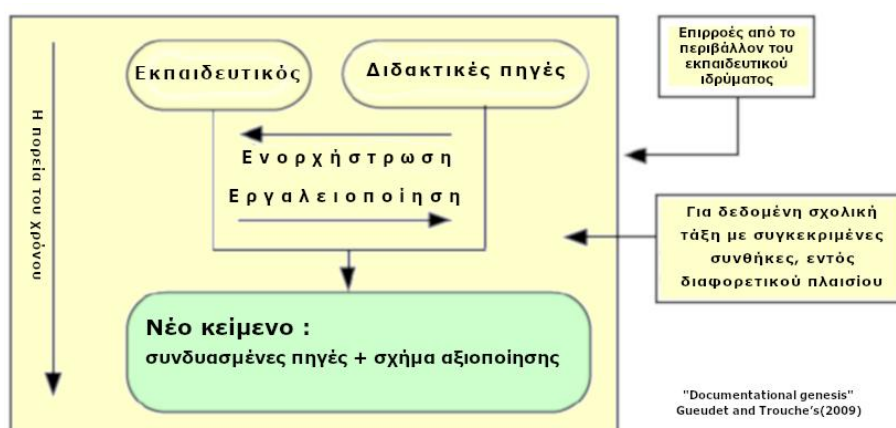 Η πορεία του χρόνου
Εκπαιδευτικός
Διδακτικές πηγές
Ενορχήστρωση
Εργαλειοποίηση
Νέο κείμενο :
συνδυασμένες πηγές + σχήμα αξιοποίησης
Επιρροές από το
περιβάλλον του
εκπαιδευτικού
ιδρύματος
Για δεδομένη σχολική
τάξη με συγκεκριμένες
συνθήκες, εντός
διαφορετικού πλαισίου
"Documentational genesis"
Gueudet and Trouche’s(2009)